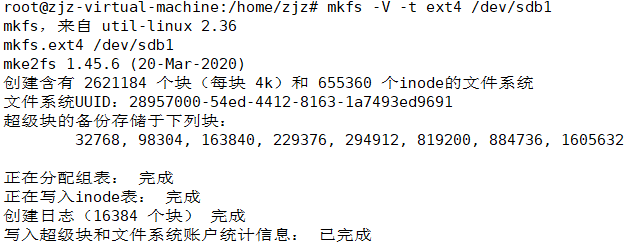 root@zjz-virtual-machine:/home/zjz# mkfs -V -t ext4 /dev/sdb1
mkfs，来自 util-linux 2.36
mkfs.ext4 /dev/sdb1
mke2fs 1.45.6 (20-Mar-2020)
创建含有 2621184 个块（每块 4k）和 655360 个inode的文件系统
文件系统UUID：28957000-54ed-4412-8163-1a7493ed9691
超级块的备份存储于下列块：
32768, 98304, 163840, 229376, 294912, 819200, 884736, 1605632
正在分配组表： 完成
正在写入inode表： 完成
创建日志（16384 个块） 完成
写入超级块和文件系统账户统计信息： 已完成